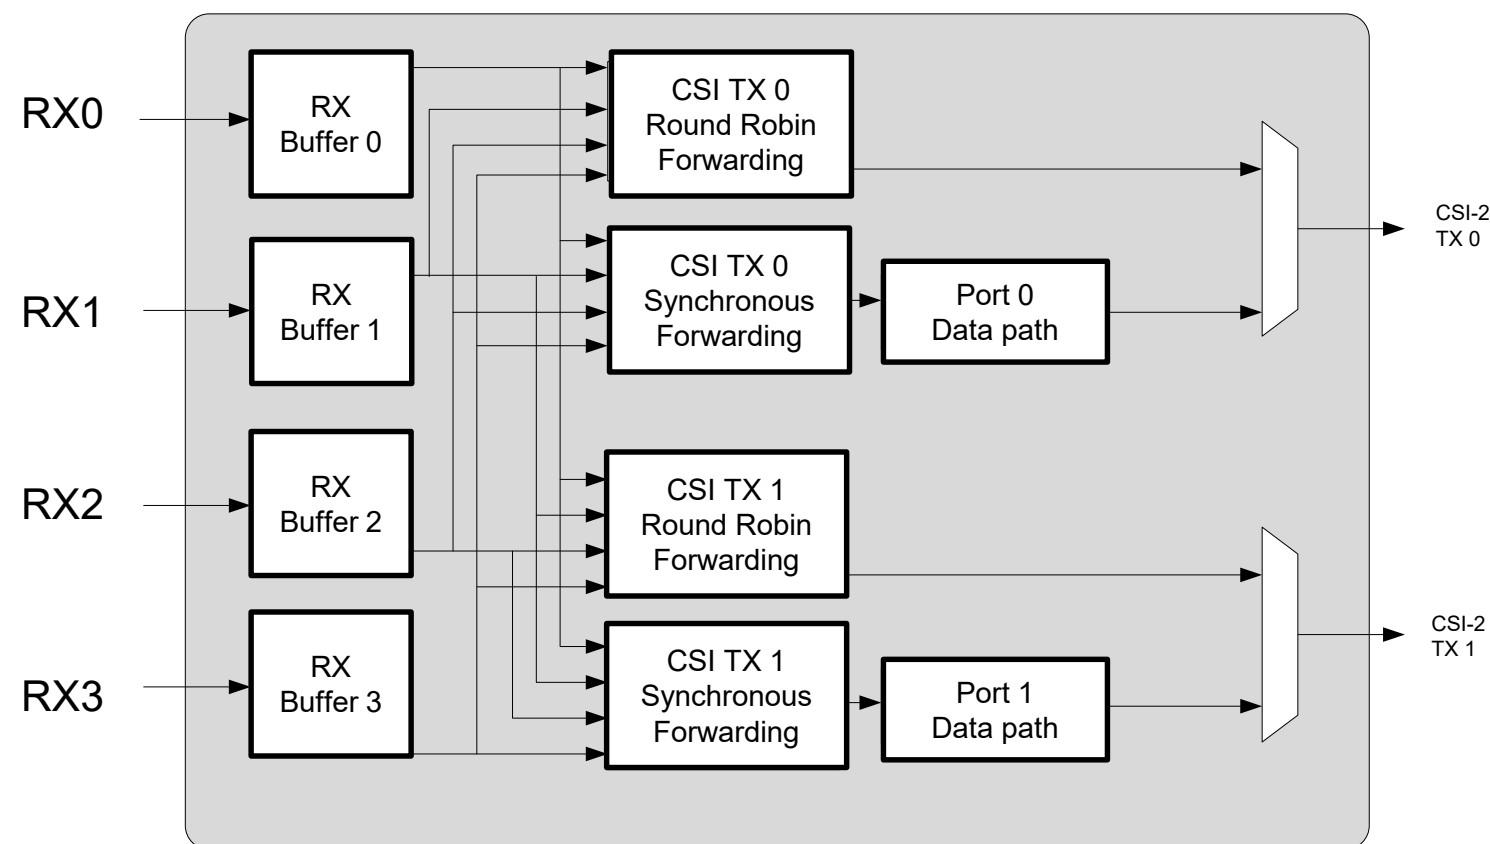 RX0
RX
Buffer 0
CSI TX 0
Round Robin
Forwarding
CSI-2
TX 0
RX1
RX
Buffer 1
CSI TX 0
Synchronous
Forwarding
Port 0
Data path
RX2
RX
Buffer 2
CSI TX 1
Round Robin
Forwarding
CSI-2
TX 1
RX3
RX
Buffer 3
CSI TX 1
Synchronous
Forwarding
Port 1
Data path